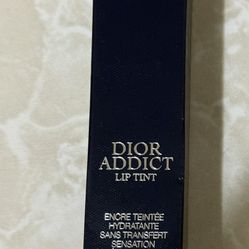 DIOR
ADDICT
LIP TINT
ENCRE TEINTÉE
HYDRATANTE
SANS TRANSFERT
SENSATION